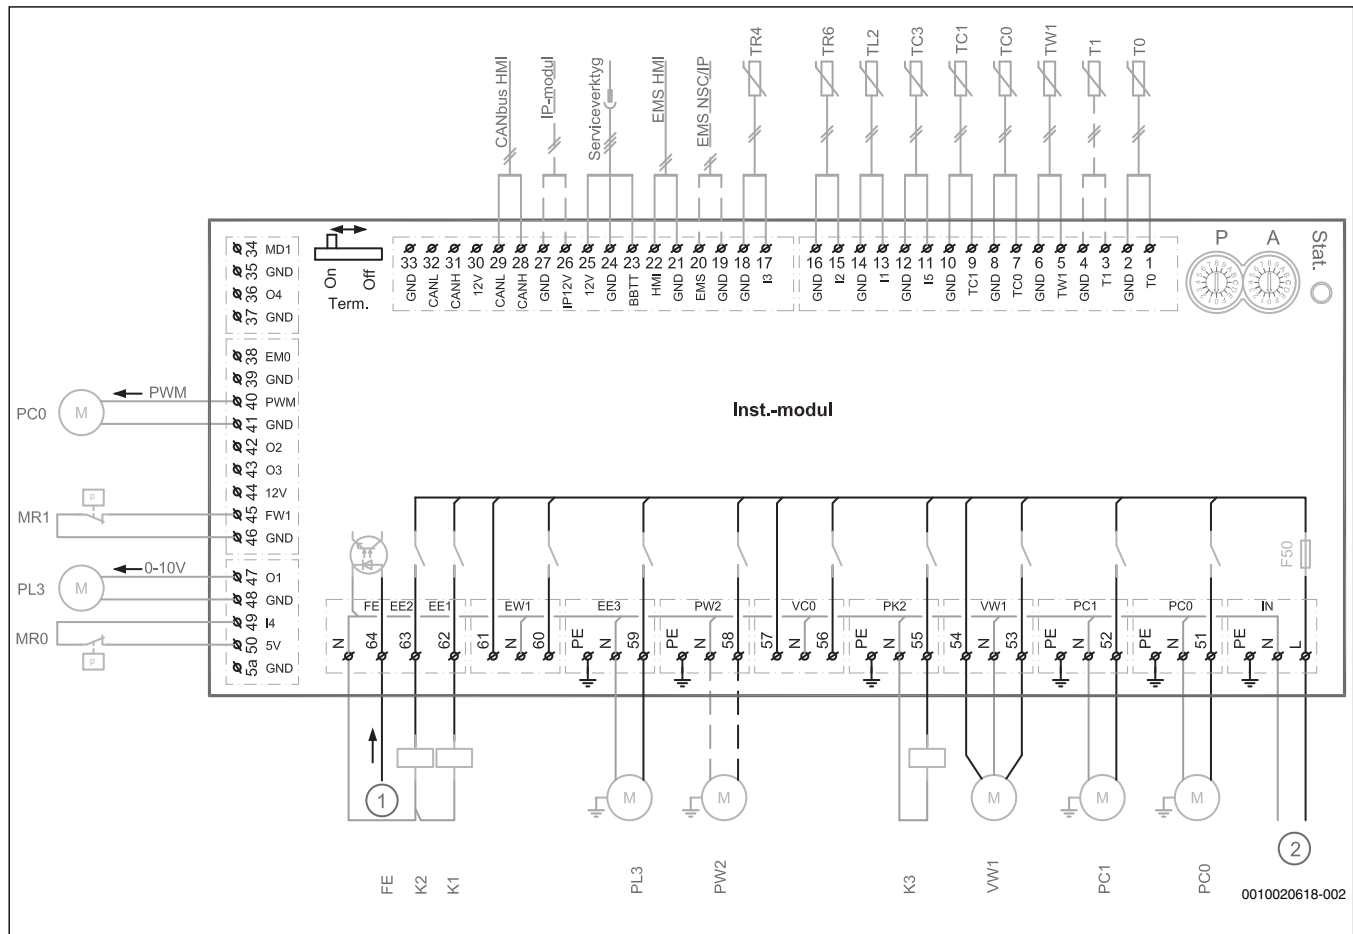 CANbus HMI
IP-modul
Serviceverktyg
EMS HMI
EMS NSC/IP
TR4
TR6
TL2
TC3
TC1
TC0
TW1
T1
T0
On
Off
Term.
33 32 31 30 29 28 27 26 25 24 23 22 21 20 19 18 17
GND CANL CANH 12V CANL CANH GND IP12V 12V GND BBTT HMI GND EMS GND GND I3
16 15 14 13 12 11 10 9 8 7 6 5 4 3 2 1
GND I2 GND I1 GND I5 GND TC1 GND TC0 GND TW1 GND T1 GND T0
P
A
Stat.
34 MD1
35 GND
36 O4
37 GND
38 EM0
39 GND
40 PWM
41 GND
42 O2
43 O3
44 12V
45 FW1
46 GND
47 O1
48 GND
49 I4
50 5V
5a GND
PC0
M
PWM
MR1
P
PL3
M
0-10V
MR0
P
Inst.-modul
F50
FE EE2 EE1 EW1 EE3 PW2 VC0 PK2 VW1 PC1 PC0 IN
N 64 63 62 61 N 60 PE N 59 PE N 58 57 N 56 PE N 55 54 N 53 PE N 52 PE N 51 PE N L
1
M
M
M
M
M
2
FE
K2
K1
PL3
PW2
K3
VW1
PC1
PC0
0010020618-002